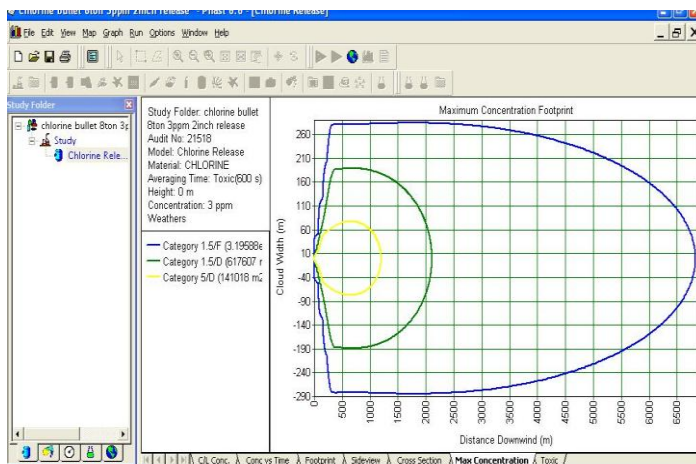 Chlorine bullet 8ton 3ppm 2inch release - Phast 6.6 - [Chlorine Release]
File Edit View Map Graph Run Options Window Help
Study Folder
chlorine bullet 8ton 3p
Study
Chlorine Rele...
Study Folder: chlorine bullet
8ton 3ppm 2inch release
Audit No: 21518
Model: Chlorine Release
Material: CHLORINE
Averaging Time: Toxic(600 s)
Height: 0 m
Concentration: 3 ppm
Weathers
Category 1.5/F (3.19588e
Category 1.5/D (617607 r
Category 5/D (141018 m2
Maximum Concentration Footprint
Cloud Width (m)
260
210
160
110
60
10
-40
-90
-140
-190
-240
-290
0 500 1000 1500 2000 2500 3000 3500 4000 4500 5000 5500 6000 6500
Distance Downwind (m)
C/L Conc. Conc vs Time Footprint Sideview Cross Section Max Concentration Toxic